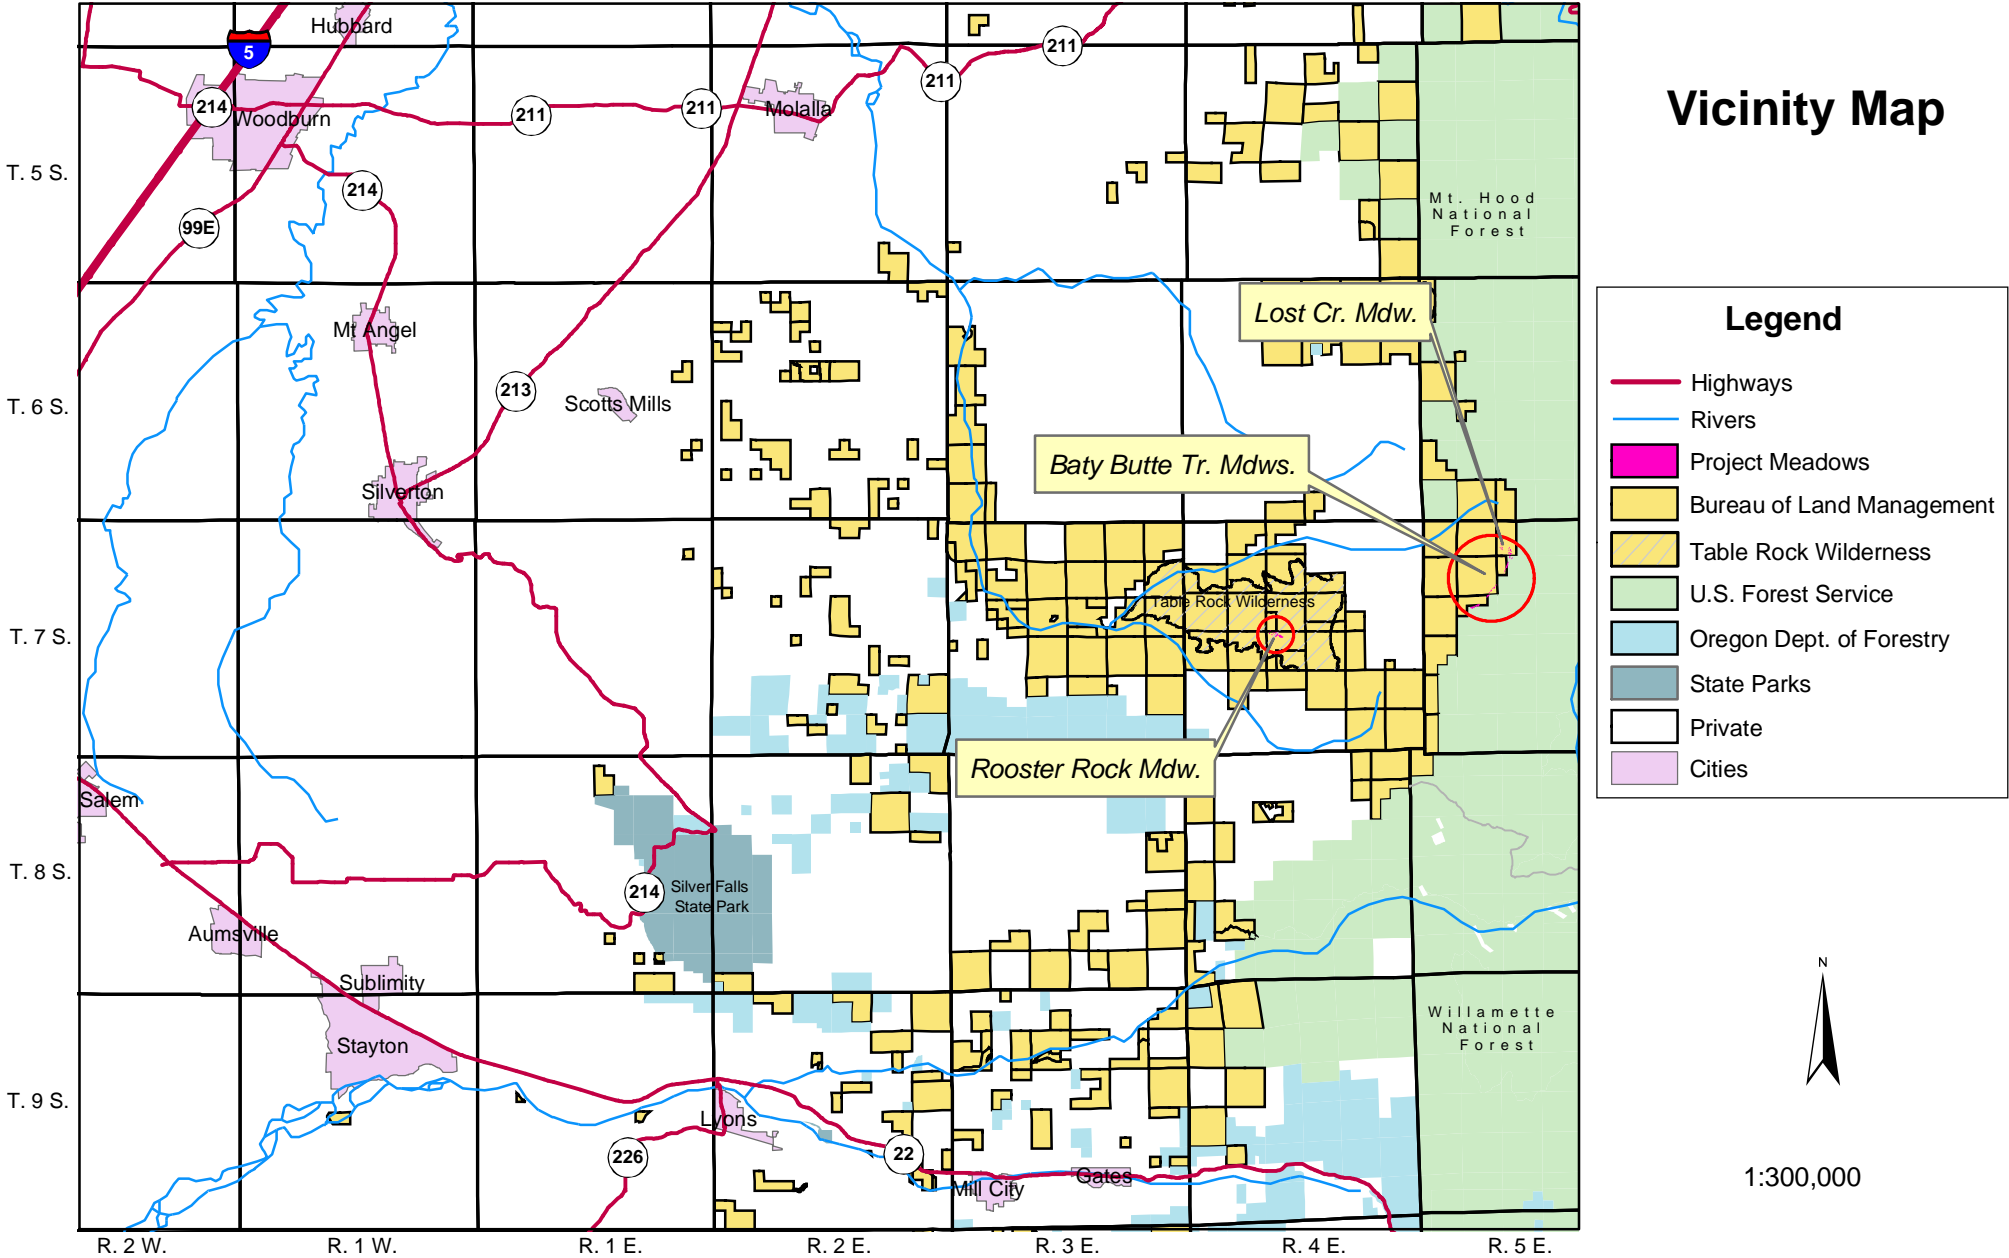 Vicinity Map
Hubbard
5
211
211
214
Woodburn
211
211
Molalla
T. 5 S.
214
99E
Mt. Hood
National
Forest
Lost Cr. Mdw.
Mt Angel
213
Scotts Mills
T. 6 S.
Baty Butte Tr. Mdws.
Silverton
Table Rock Wilderness
T. 7 S.
Rooster Rock Mdw.
Salem
T. 8 S.
214
Silver Falls
State Park
Aumsville
Sublimity
Stayton
Willamette
National
Forest
T. 9 S.
Lyons
226
22
Mill City
Gates
R. 2 W.
R. 1 W.
R. 1 E.
R. 2 E.
R. 3 E.
R. 4 E.
R. 5 E.
Legend
Highways
Rivers
Project Meadows
Bureau of Land Management
Table Rock Wilderness
U.S. Forest Service
Oregon Dept. of Forestry
State Parks
Private
Cities
N
1:300,000